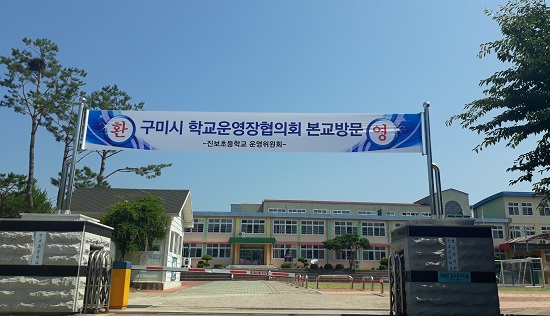 환 구미시 학교운영장협의회 본교방문 영
-진보초등학교 운영위원회-